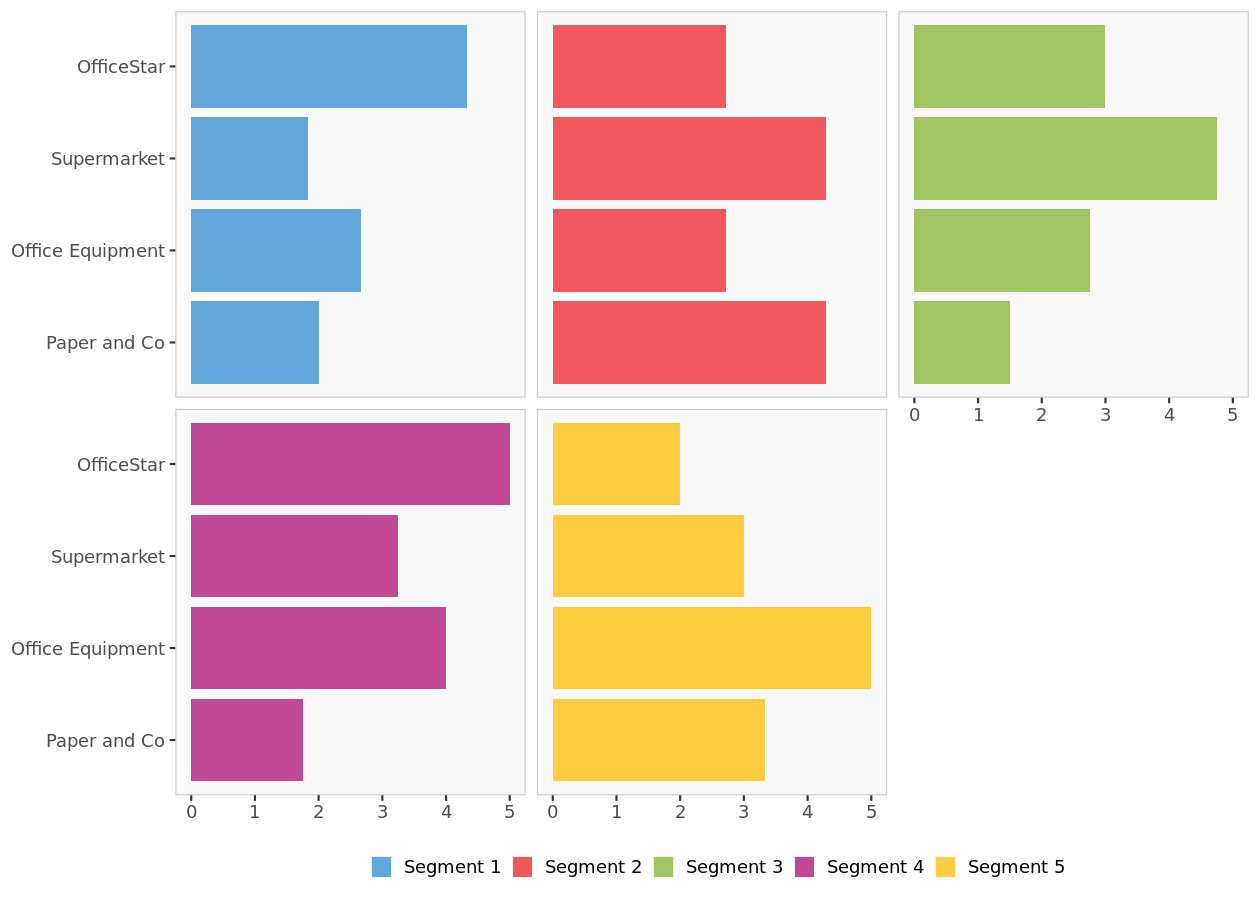 OfficeStar
Supermarket
Office Equipment
Paper and Co
0 1 2 3 4 5
OfficeStar
Supermarket
Office Equipment
Paper and Co
0 1 2 3 4 5 0 1 2 3 4 5
Segment 1 Segment 2 Segment 3 Segment 4 Segment 5